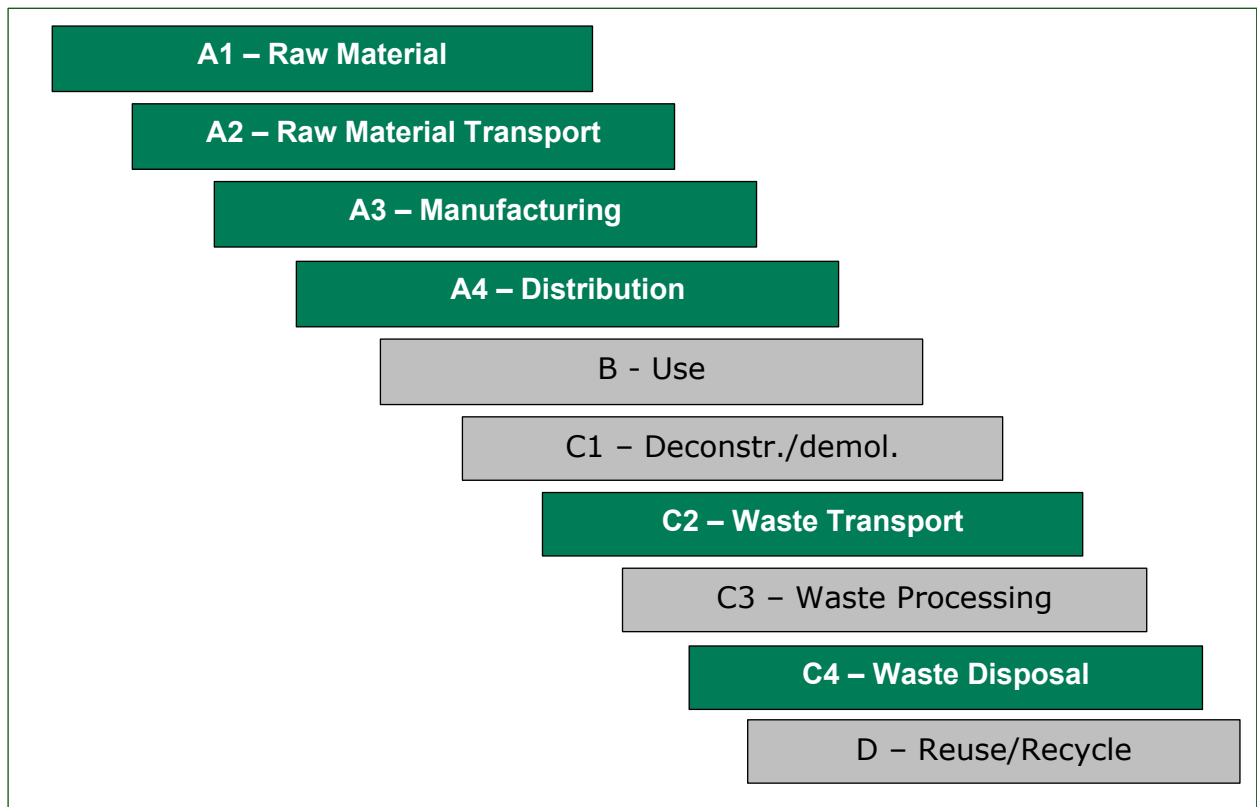 A1 – Raw Material
A2 – Raw Material Transport
A3 – Manufacturing
A4 – Distribution
B - Use
C1 – Deconstr./demol.
C2 – Waste Transport
C3 – Waste Processing
C4 – Waste Disposal
D – Reuse/Recycle